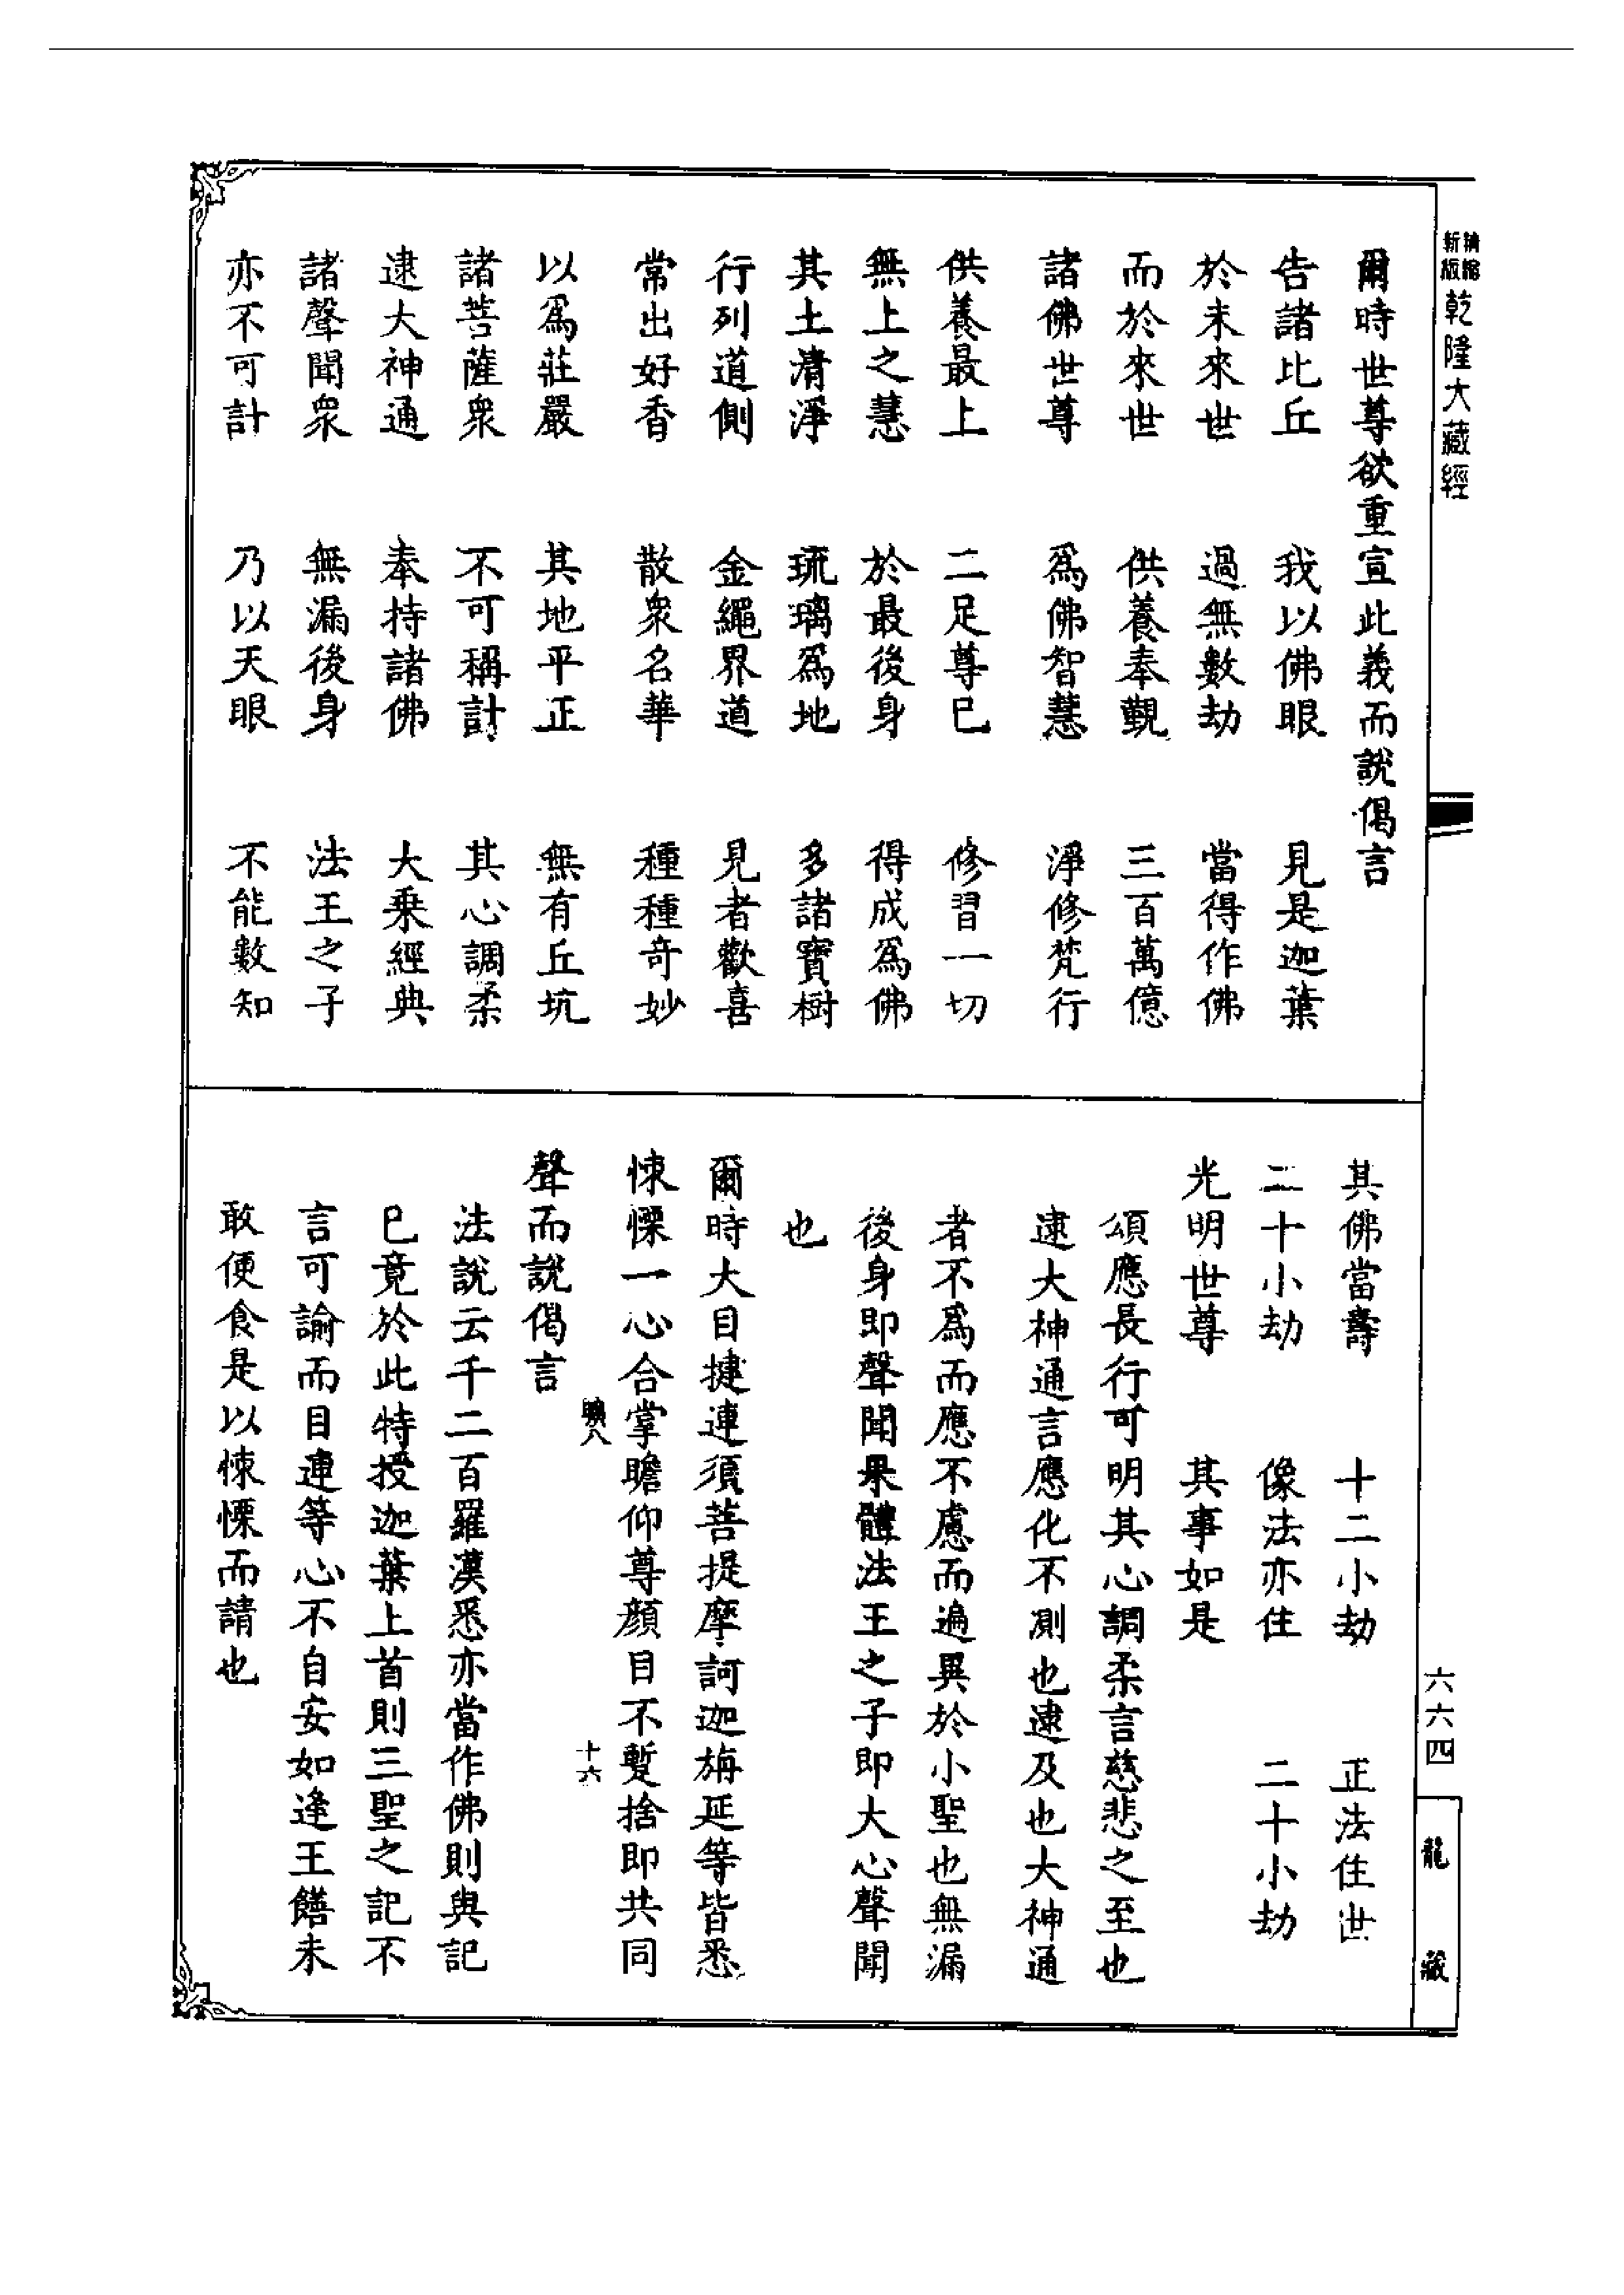 新版
精縮
乾隆大藏經
爾時世尊欲重宣此義而說偈言
告諸比丘　我以佛眼　見是迦葉
於未來世　過無數劫　當得作佛
而於來世　供養奉覲　三百萬億
諸佛世尊　爲佛智慧　淨修梵行
供養最上　二足尊巳　修習一切
無上之慧　於最後身　得成爲佛
其土清淨　琉璃爲地　多諸寶樹
行列道側　金繩界道　見者歡喜
常出好香　散衆名華　種種奇妙
以爲莊嚴　其地平正　無有丘坑
諸菩薩衆　不可稱計　其心調柔
逮大神通　奉持諸佛　大乘經典
諸聲聞衆　無漏後身　法王之子
亦不可計　乃以天眼　不能數知
其佛當壽　十二小劫　正法住世
二十小劫　像法亦住　二十小劫
光明世尊　其事如是
頌應長行可明其心調柔言慈悲之至也
逮大神通言應化不測也逮及也大神通
者不爲而應不慮而遍異於小聖也無漏
後身即聲聞果體法王之子即大心聲聞
也
爾時大目揵連須菩提摩訶迦旃延等皆悉
悚慄一心合掌瞻仰尊顏目不暫捨即共同
十六
聲而說偈言
法說云千二百羅漢悉亦當作佛則與記
巳竟於此特授迦葉上首則三聖之記不
言可諭而目連等心不自安如逢王饍未
敢便食是以悚慄而請也
六六四
龍藏